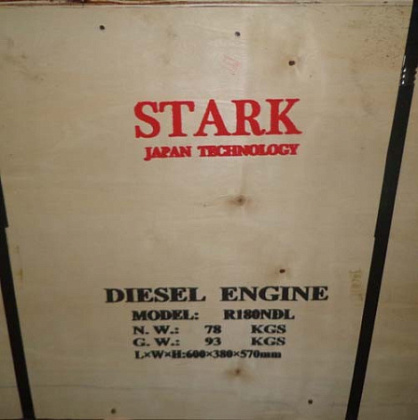 STARK
JAPAN TECHNOLOGY
DIESEL ENGINE
MODEL: R180NDL
N. W.: 78 KGS
G. W.: 93 KGS
L×W×H:600×380×570mm